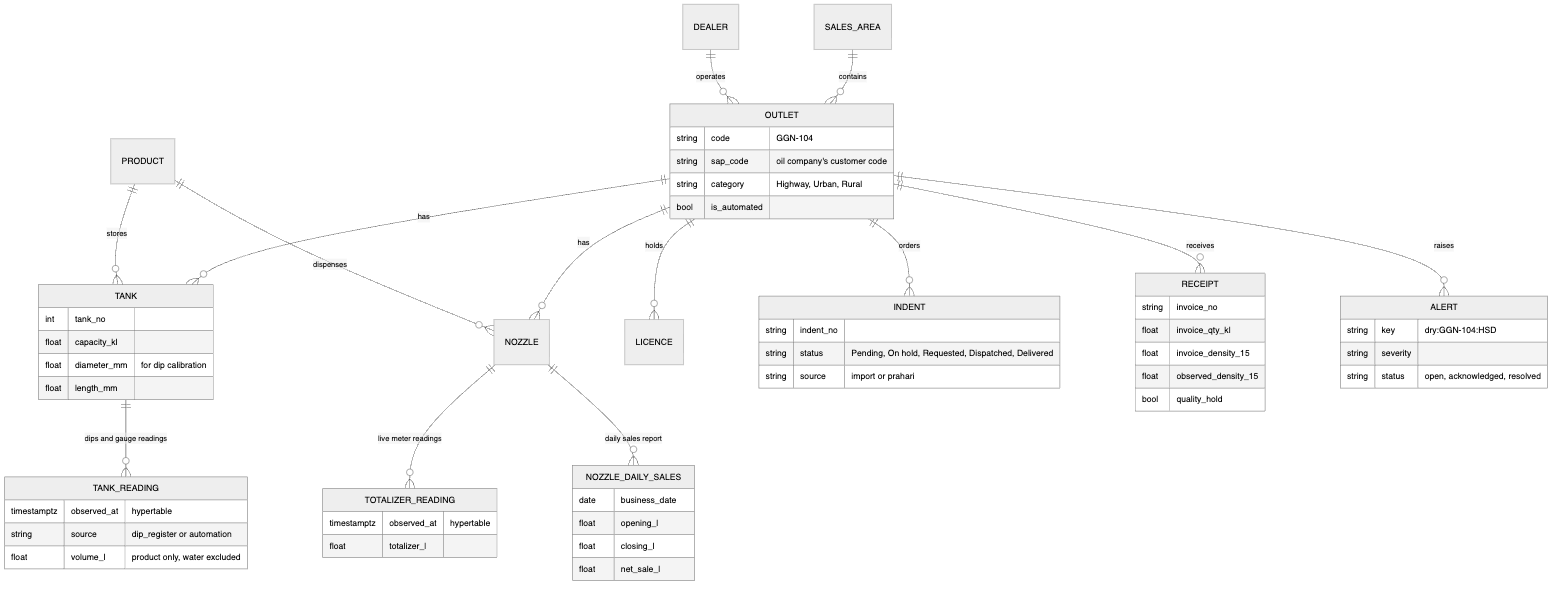 DEALER
SALES_AREA
operates
contains
OUTLET
string code GGN-104
string sap_code oil company's customer code
string category Highway, Urban, Rural
bool is_automated
PRODUCT
stores
has
dispenses
has
holds
orders
receives
raises
TANK
int tank_no
float capacity_kl
float diameter_mm for dip calibration
float length_mm
NOZZLE
LICENCE
INDENT
string indent_no
string status Pending, On hold, Requested, Dispatched, Delivered
string source import or prahari
RECEIPT
string invoice_no
float invoice_qty_kl
float invoice_density_15
float observed_density_15
bool quality_hold
ALERT
string key dry:GGN-104:HSD
string severity
string status open, acknowledged, resolved
dips and gauge readings
live meter readings
daily sales report
TANK_READING
timestamptz observed_at hypertable
string source dip_register or automation
float volume_l product only, water excluded
TOTALIZER_READING
timestamptz observed_at hypertable
float totalizer_l
NOZZLE_DAILY_SALES
date business_date
float opening_l
float closing_l
float net_sale_l